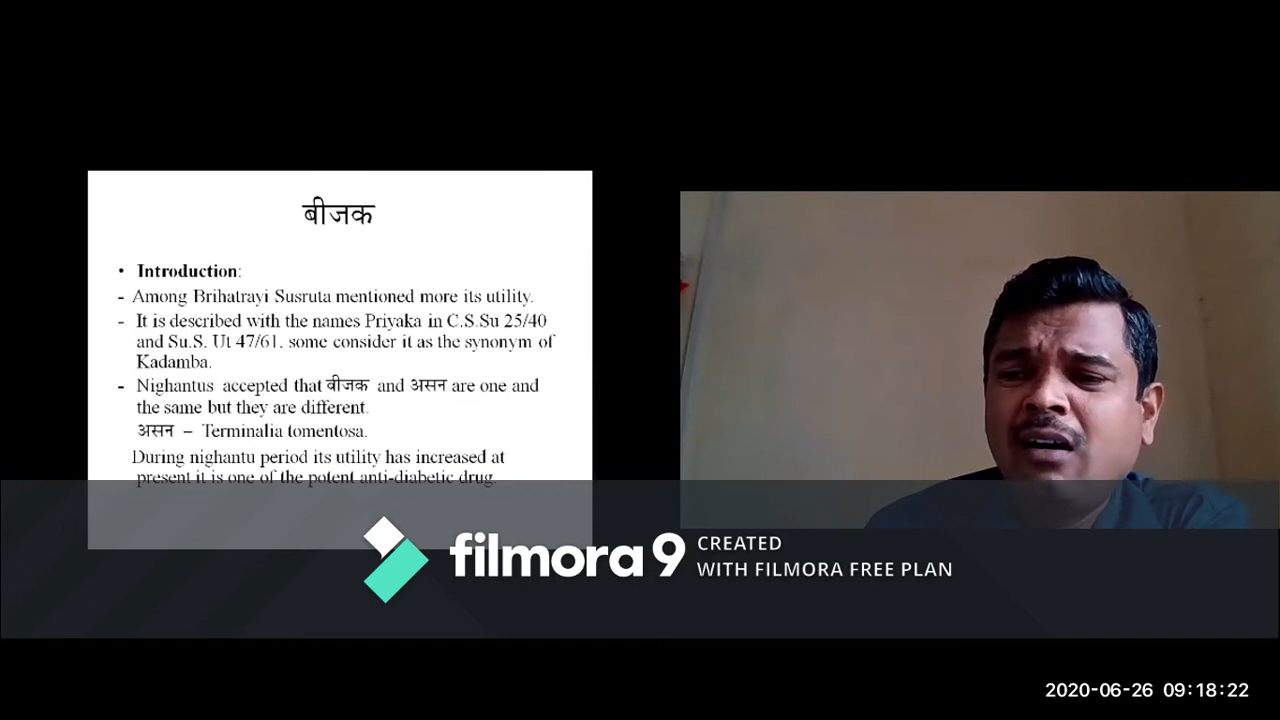 बीजक
• Introduction:
- Among Brihatrayi Susruta mentioned more its utility.
- It is described with the names Priyaka in C.S.Su 25/40
and Su.S. Ut 47/61. some consider it as the synonym of
Kadamba.
- Nighantus accepted that बीजक and असन are one and
the same but they are different.
असन – Terminalia tomentosa.
During nighantu period its utility has increased at
present it is one of the potent anti-diabetic drug.
filmora 9
CREATED
WITH FILMORA FREE PLAN
2020-06-26 09:18:22